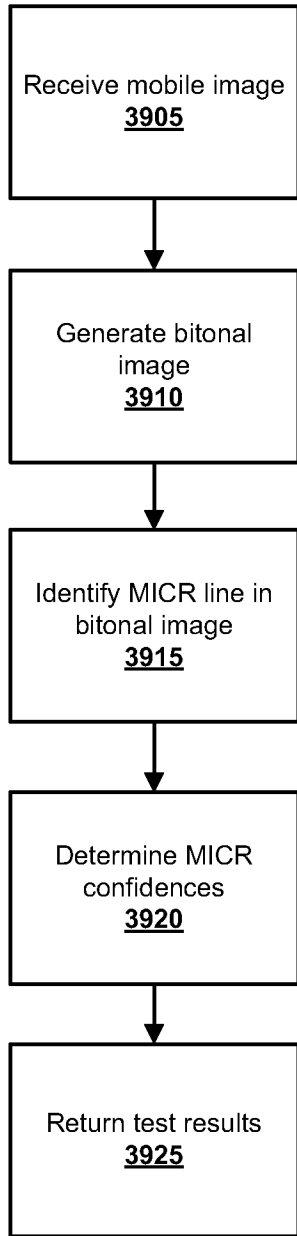 Receive mobile image
3905
Generate bitonal
image
3910
Identify MICR line in
bitonal image
3915
Determine MICR
confidences
3920
Return test results
3925